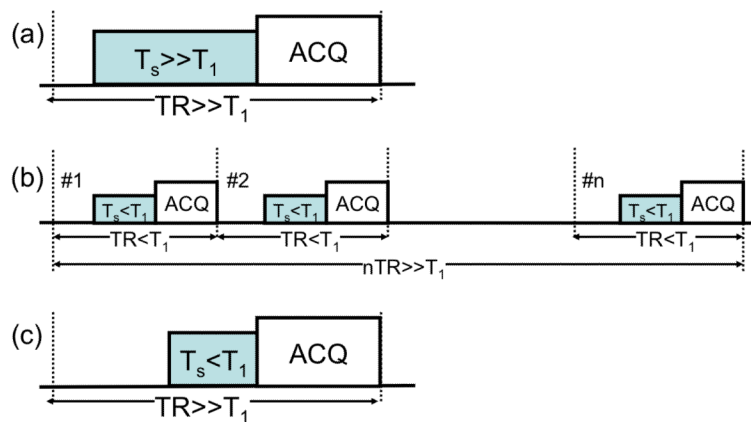 (a)
Ts>>T1 ACQ
TR>>T1
(b) #1 #2 #n
Ts<T1 ACQ Ts<T1 ACQ Ts<T1 ACQ
TR<T1 TR<T1 TR<T1
nTR>>T1
(c)
Ts<T1 ACQ
TR>>T1